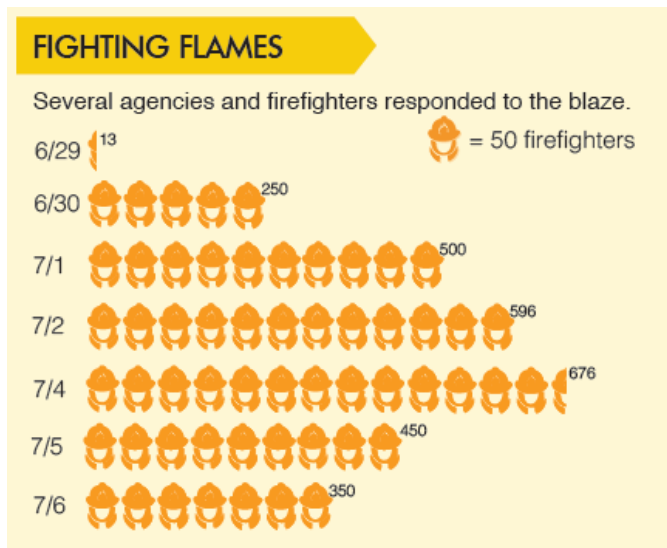 FIGHTING FLAMES
Several agencies and firefighters responded to the blaze.
= 50 firefighters
6/29 13
6/30 250
7/1 500
7/2 596
7/4 676
7/5 450
7/6 350